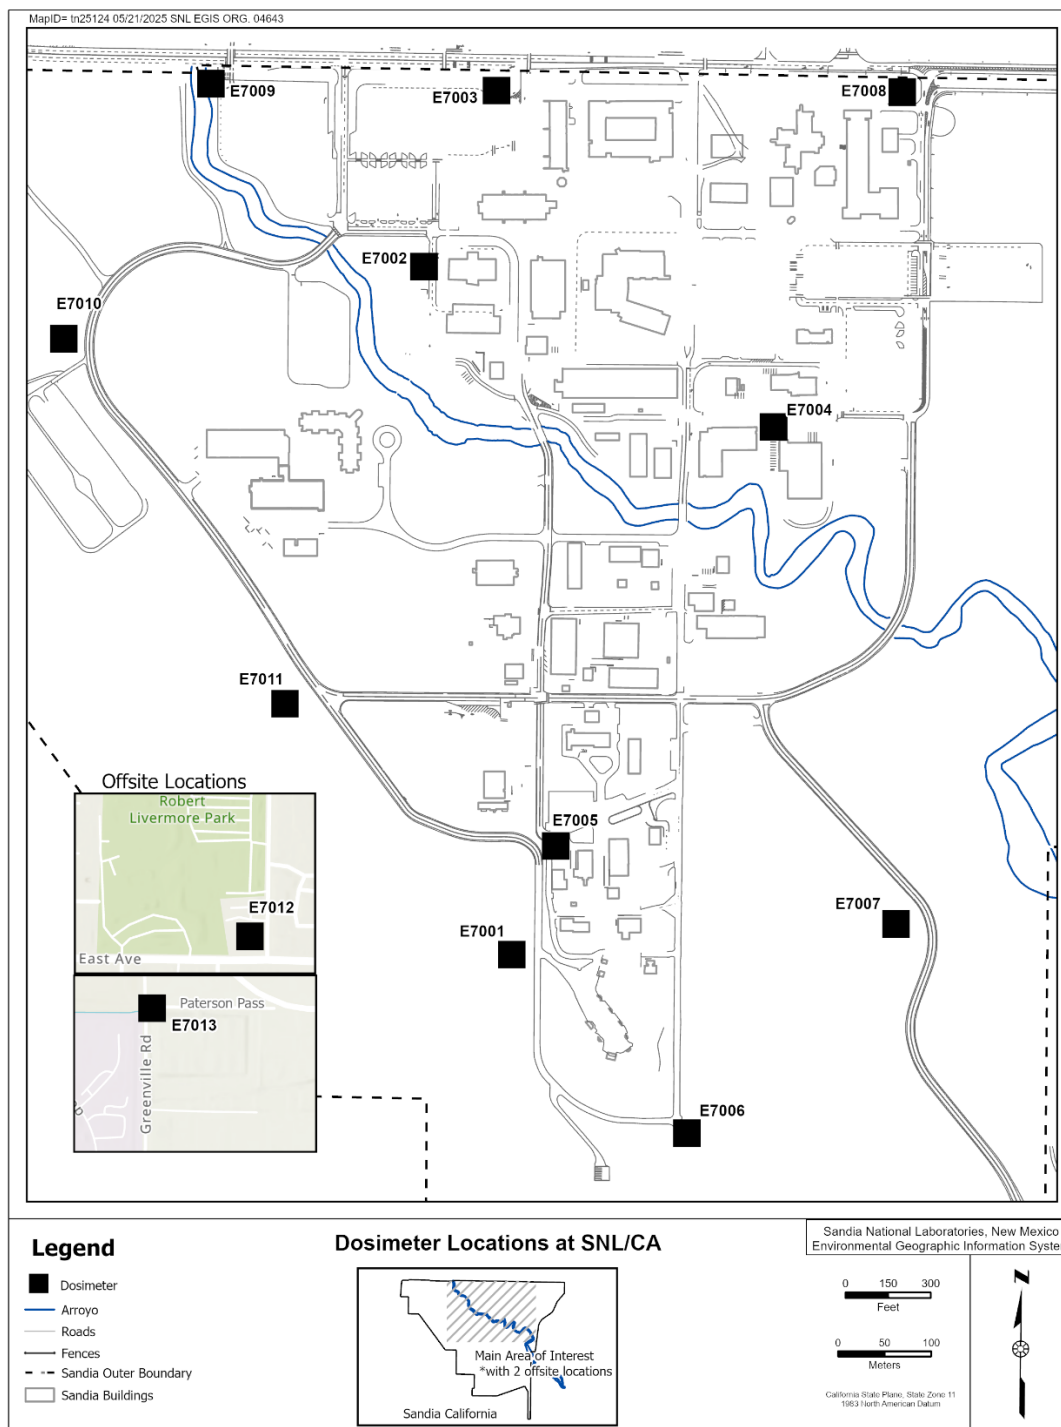 MapID= tn25124 05/21/2025 SNL EGIS ORG. 04643
E7009
E7003
E7008
E7002
E7010
E7004
E7011
Offsite Locations
Robert
Livermore Park
E7012
East Ave
E7005
E7007
E7001
Paterson Pass
E7013
Greenville Rd
E7006
Legend
Dosimeter
Arroyo
Roads
Fences
Sandia Outer Boundary
Sandia Buildings
Dosimeter Locations at SNL/CA
Main Area of Interest
*with 2 offsite locations
Sandia California
Sandia National Laboratories, New Mexico
Environmental Geographic Information System
0 150 300
Feet
0 50 100
Meters
California State Plane, State Zone 11
1983 North American Datum
N